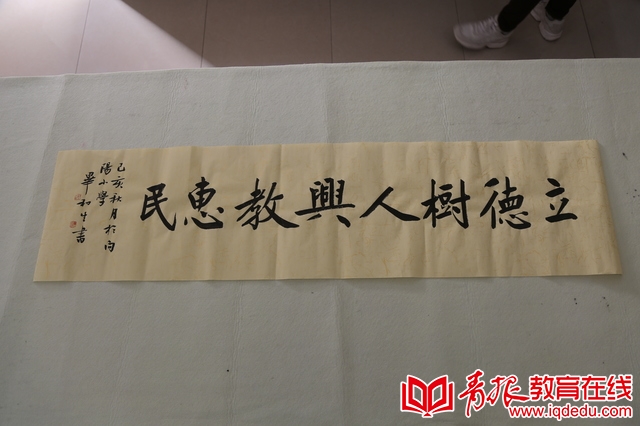 立德樹人興教惠民
己亥秋月於向
陽小學
畢和生書
青报教育在线
www.iqdedu.com